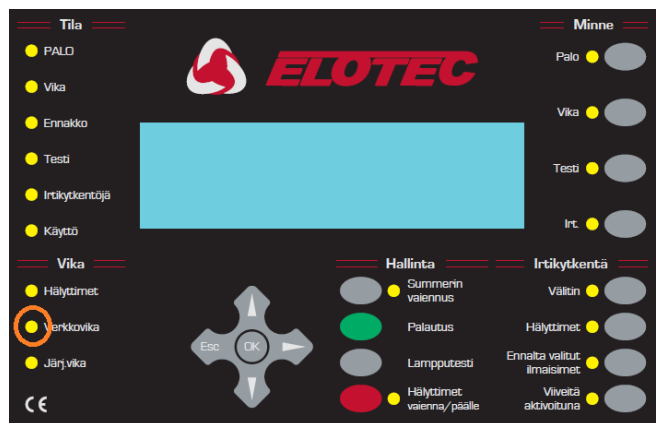 Tila
PALO
Vika
Ennakko
Testi
Irtikytkentöjä
Käyttö
ELOTEC
Minne
Palo
Vika
Testi
Irt.
Vika
Hälyttimet
Verkkovika
Järj.vika
CE
Esc
OK
Hallinta
Summerin
vaiennus
Palautus
Lampputesti
Hälyttimet
vaienna/päälle
Irtikytkentä
Välitin
Hälyttimet
Ennalta valitut
ilmaisimet
Viiveitä
aktivoituna